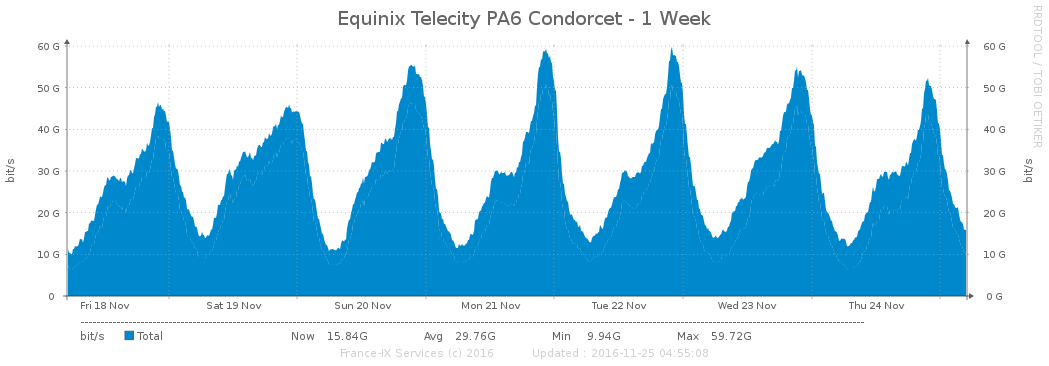 Equinix Telecity PA6 Condorcet - 1 Week
RRDTOOL / TOBI OETIKER
bit/s
60 G 60 G
50 G 50 G
40 G 40 G
30 G 30 G
20 G 20 G
10 G 10 G
0 0 G
bit/s
Fri 18 Nov Sat 19 Nov Sun 20 Nov Mon 21 Nov Tue 22 Nov Wed 23 Nov Thu 24 Nov
bit/s Total Now 15.84G Avg 29.76G Min 9.94G Max 59.72G
France-IX Services (c) 2016 Updated : 2016-11-25 04:55:08